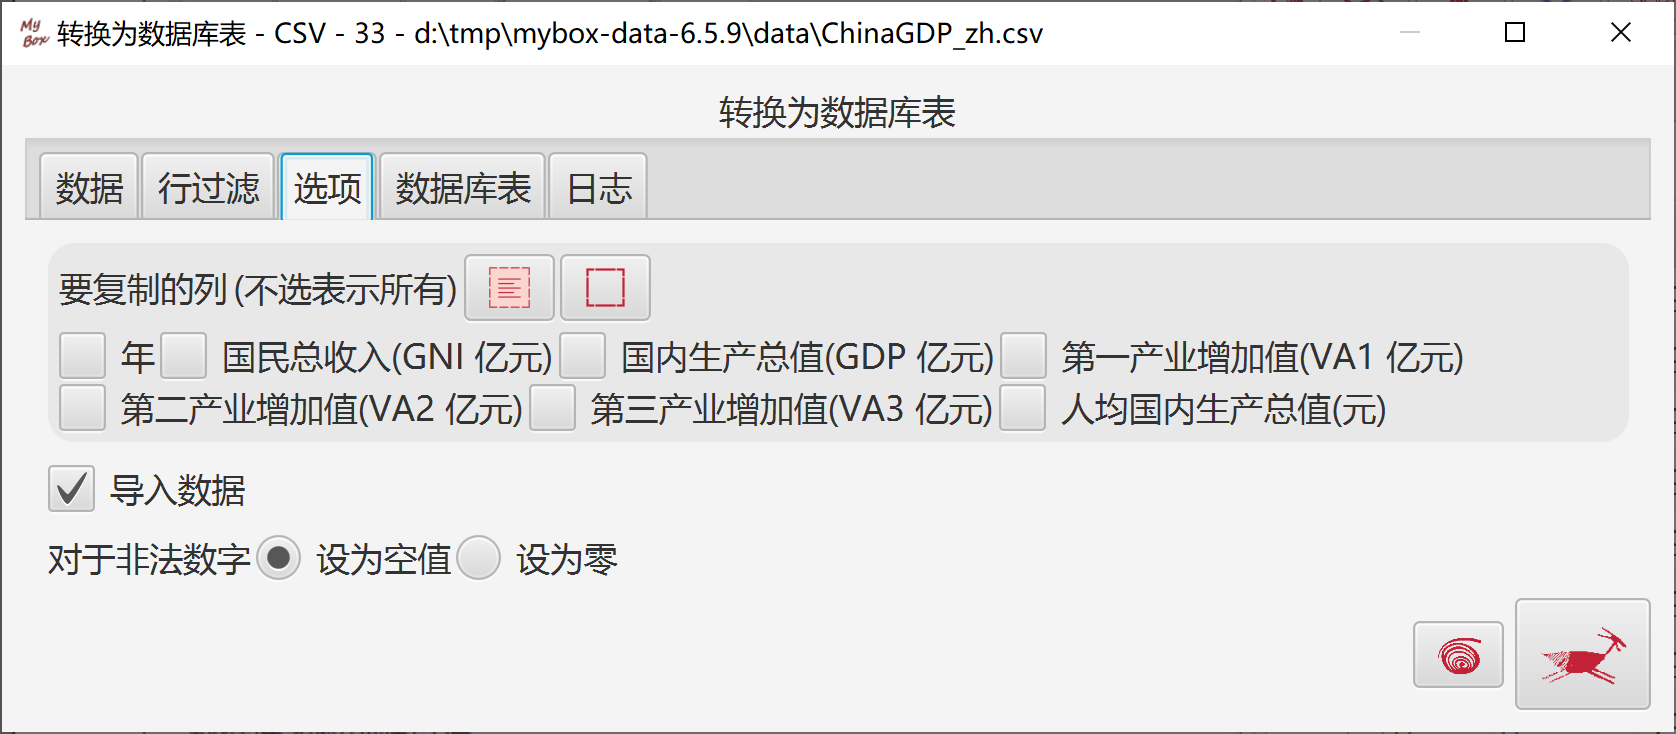 My Box 转换为数据库表 - CSV - 33 - d:\tmp\mybox-data-6.5.9\data\ChinaGDP_zh.csv
转换为数据库表
数据 行过滤 选项 数据库表 日志
要复制的列 (不选表示所有)
年 国民总收入(GNI 亿元) 国内生产总值(GDP 亿元) 第一产业增加值(VA1 亿元)
第二产业增加值(VA2 亿元) 第三产业增加值(VA3 亿元) 人均国内生产总值(元)
导入数据
对于非法数字 设为空值 设为零